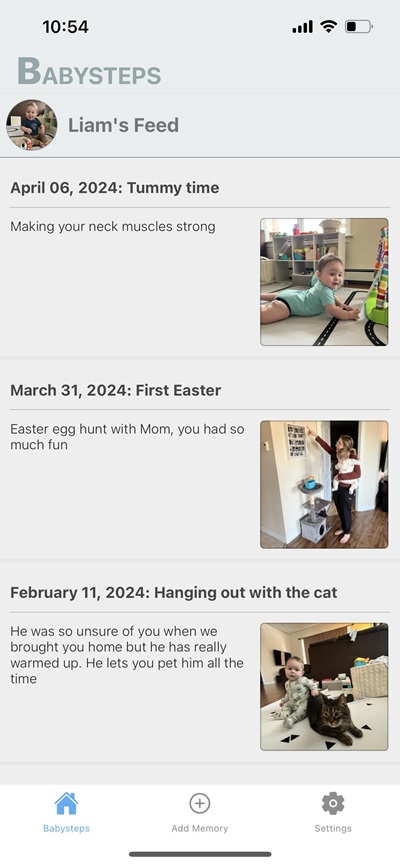 10:54
BABYSTEPS
Liam's Feed
April 06, 2024: Tummy time
Making your neck muscles strong
March 31, 2024: First Easter
Easter egg hunt with Mom, you had so
much fun
February 11, 2024: Hanging out with the cat
He was so unsure of you when we
brought you home but he has really
warmed up. He lets you pet him all the
time
Babysteps
Add Memory
Settings